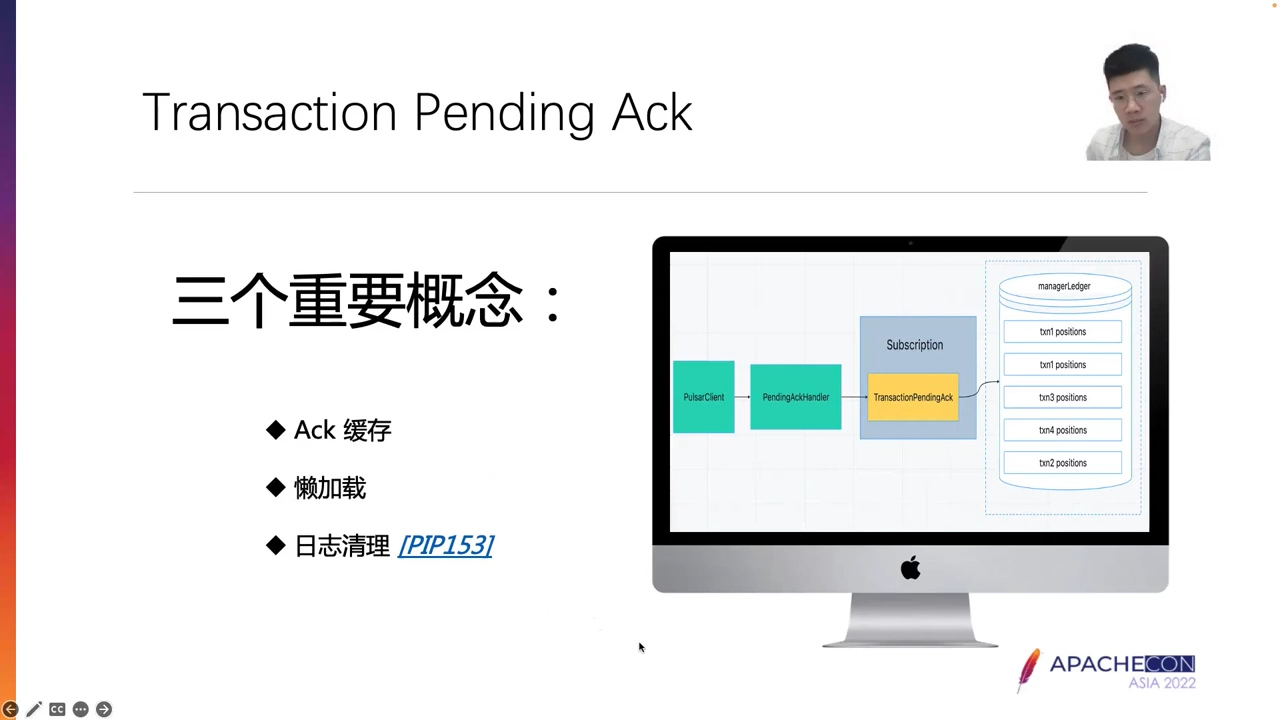 Transaction Pending Ack
三个重要概念：
◆ Ack 缓存
◆ 懒加载
◆ 日志清理 [PIP153]
PulsarClient
PendingAckHandler
Subscription
TransactionPendingAck
managerLedger
txn1 positions
txn1 positions
txn3 positions
txn4 positions
txn2 positions
APACHECON
ASIA 2022
CC